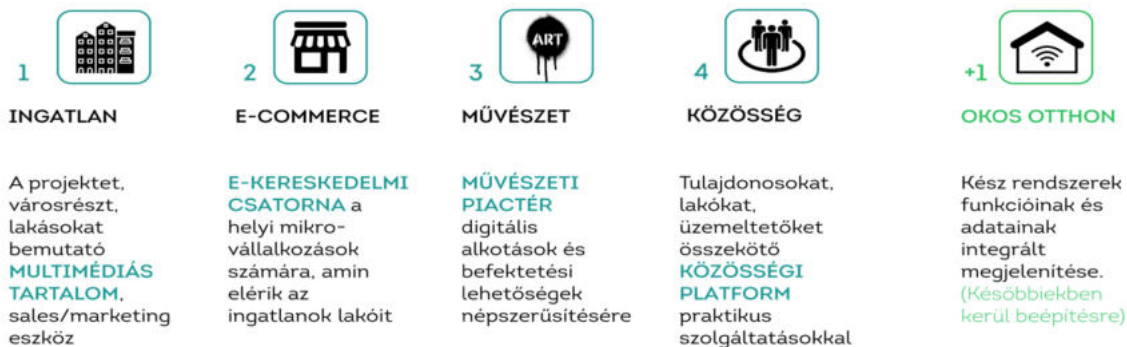 1
INGATLAN
A projektet,
városrészt,
lakásokat
bemutató
MULTIMÉDIÁS
TARTALOM,
sales/marketing
eszköz
2
E-COMMERCE
E-KERESKEDELMI
CSATORNA a
helyi mikro-
vállalkozások
számára, amin
elérik az
ingatlanok lakóit
ART
3
MŰVÉSZET
MŰVÉSZETI
PIACTÉR
digitális
alkotások és
befektetési
lehetőségek
népszerűsítésére
4
KÖZÖSSÉG
Tulajdonosokat,
lakókat,
üzemeltetőket
összekötő
KÖZÖSSÉGI
PLATFORM
praktikus
szolgáltatásokkal
+1
OKOS OTTHON
Kész rendszerek
funkcióinak és
adatainak
integrált
megjelenítése.
(Későbbiekben
kerül beépítésre)